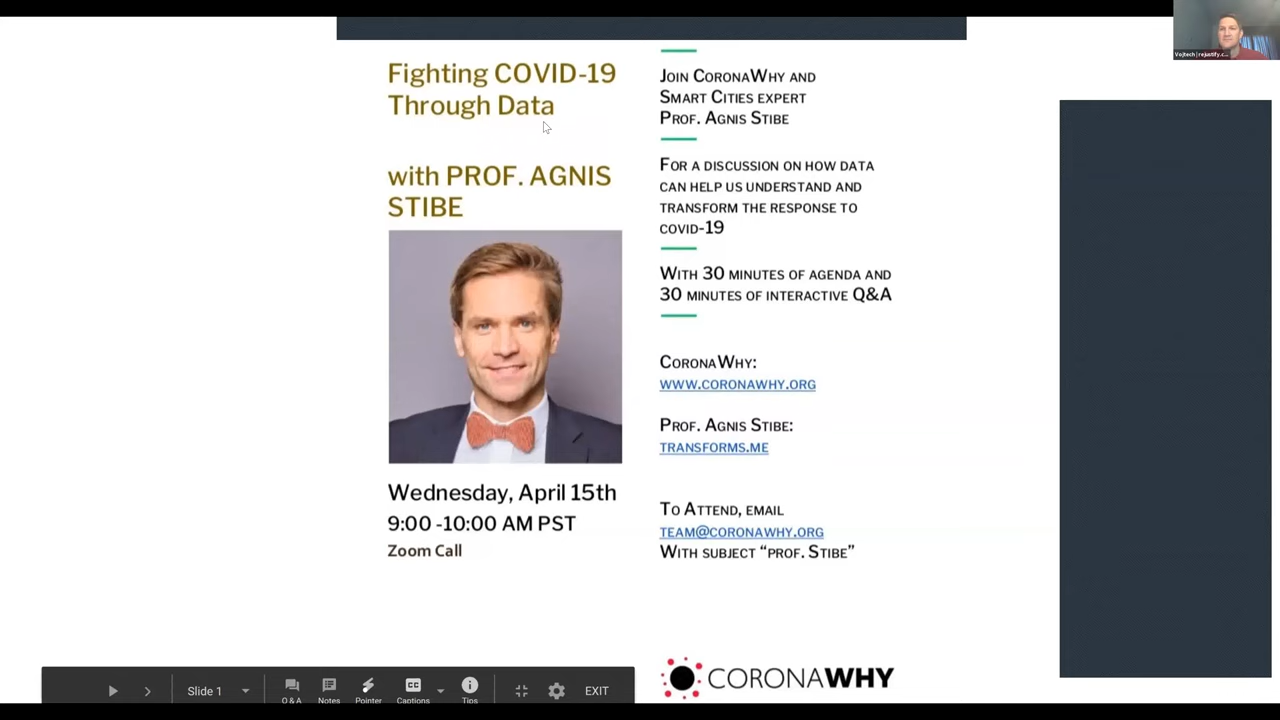 Fighting COVID-19
Through Data
with PROF. AGNIS
STIBE
Wednesday, April 15th
9:00 -10:00 AM PST
Zoom Call
JOIN CORONAWHY AND
SMART CITIES EXPERT
PROF. AGNIS STIBE
FOR A DISCUSSION ON HOW DATA
CAN HELP US UNDERSTAND AND
TRANSFORM THE RESPONSE TO
COVID-19
WITH 30 MINUTES OF AGENDA AND
30 MINUTES OF INTERACTIVE Q&A
CORONAWHY:
WWW.CORONAWHY.ORG
PROF. AGNIS STIBE:
TRANSFORMS.ME
TO ATTEND, EMAIL
TEAM@CORONAWHY.ORG
WITH SUBJECT “PROF. STIBE”
CORONAWHY
Vojtech | rejustify.c...
Slide 1
Q & A
Notes
Pointer
CC
Captions
Tips
EXIT